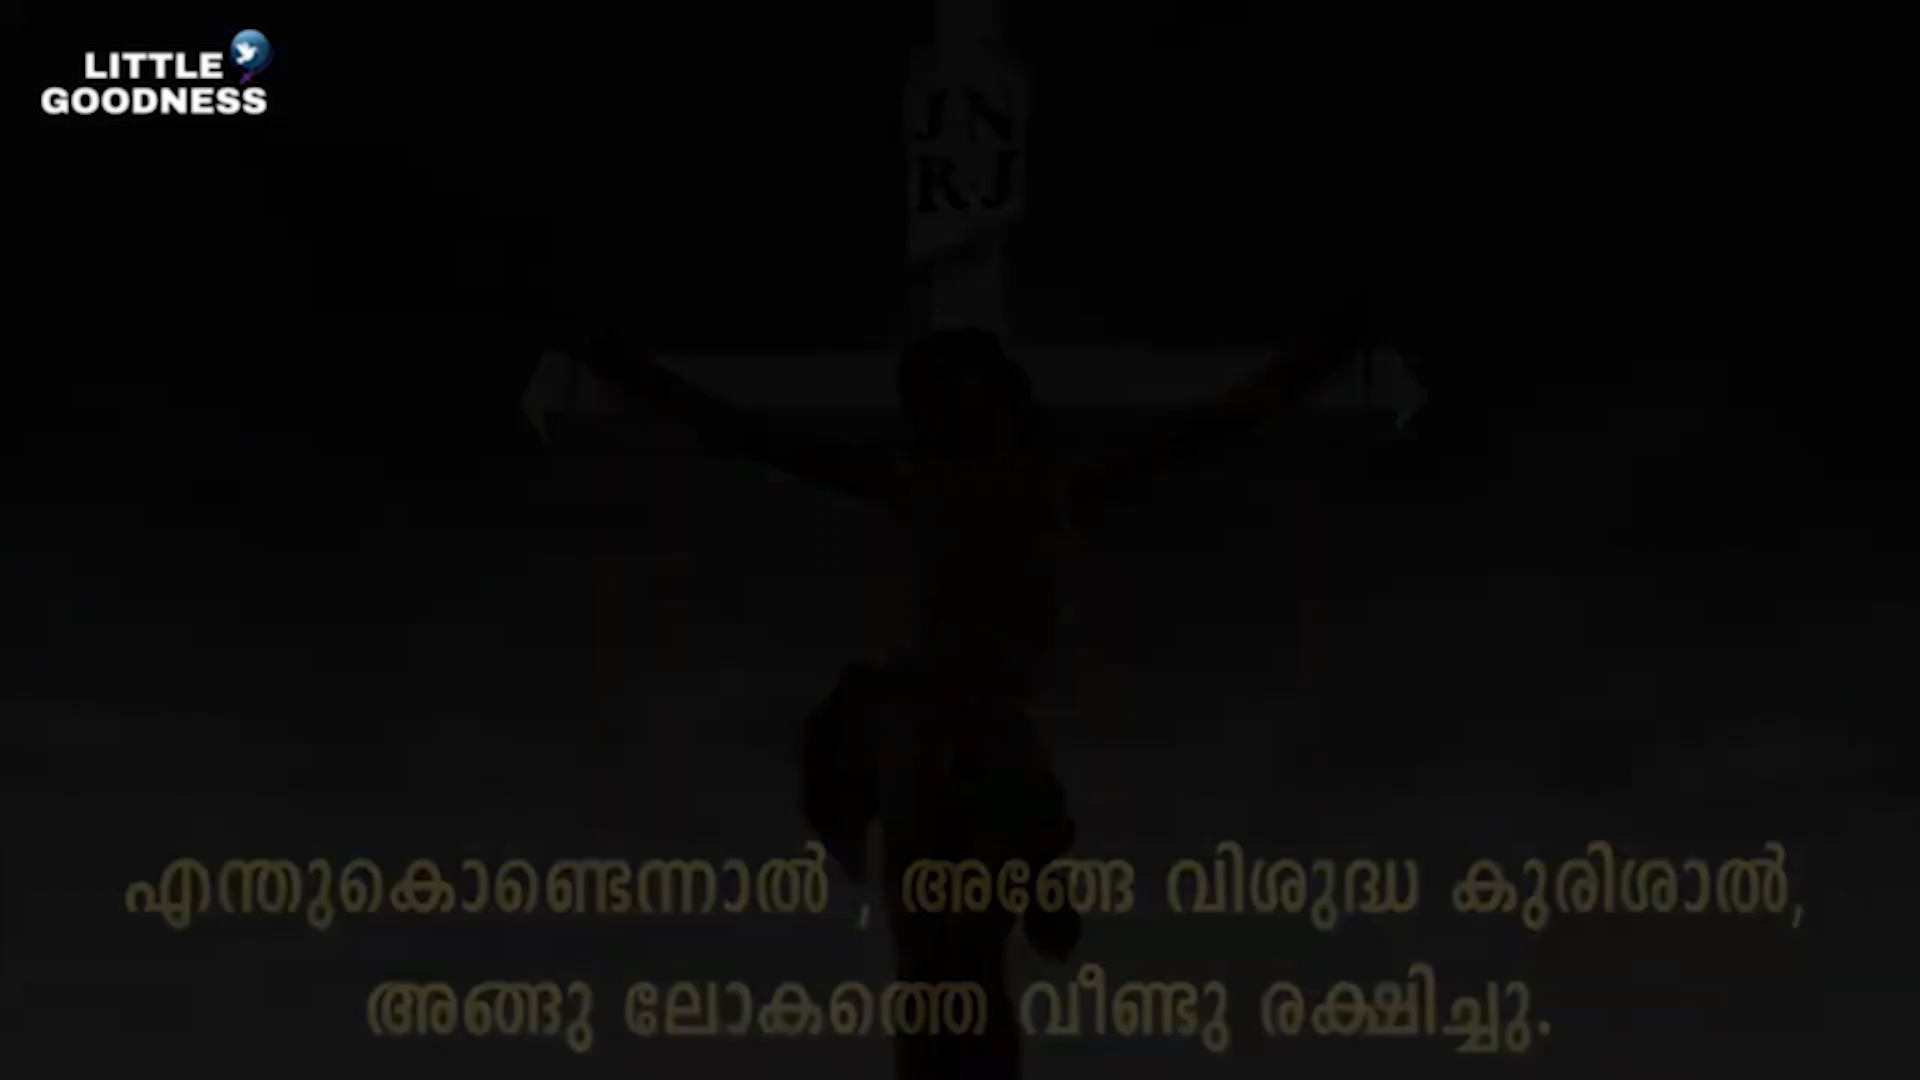 LITTLE
GOODNESS
J N
R J
എന്തുകൊണ്ടെന്നാൽ , അങ്ങേ വിശുദ്ധ കുരിശാൽ,
അങ്ങു ലോകത്തെ വീണ്ടു രക്ഷിച്ചു.